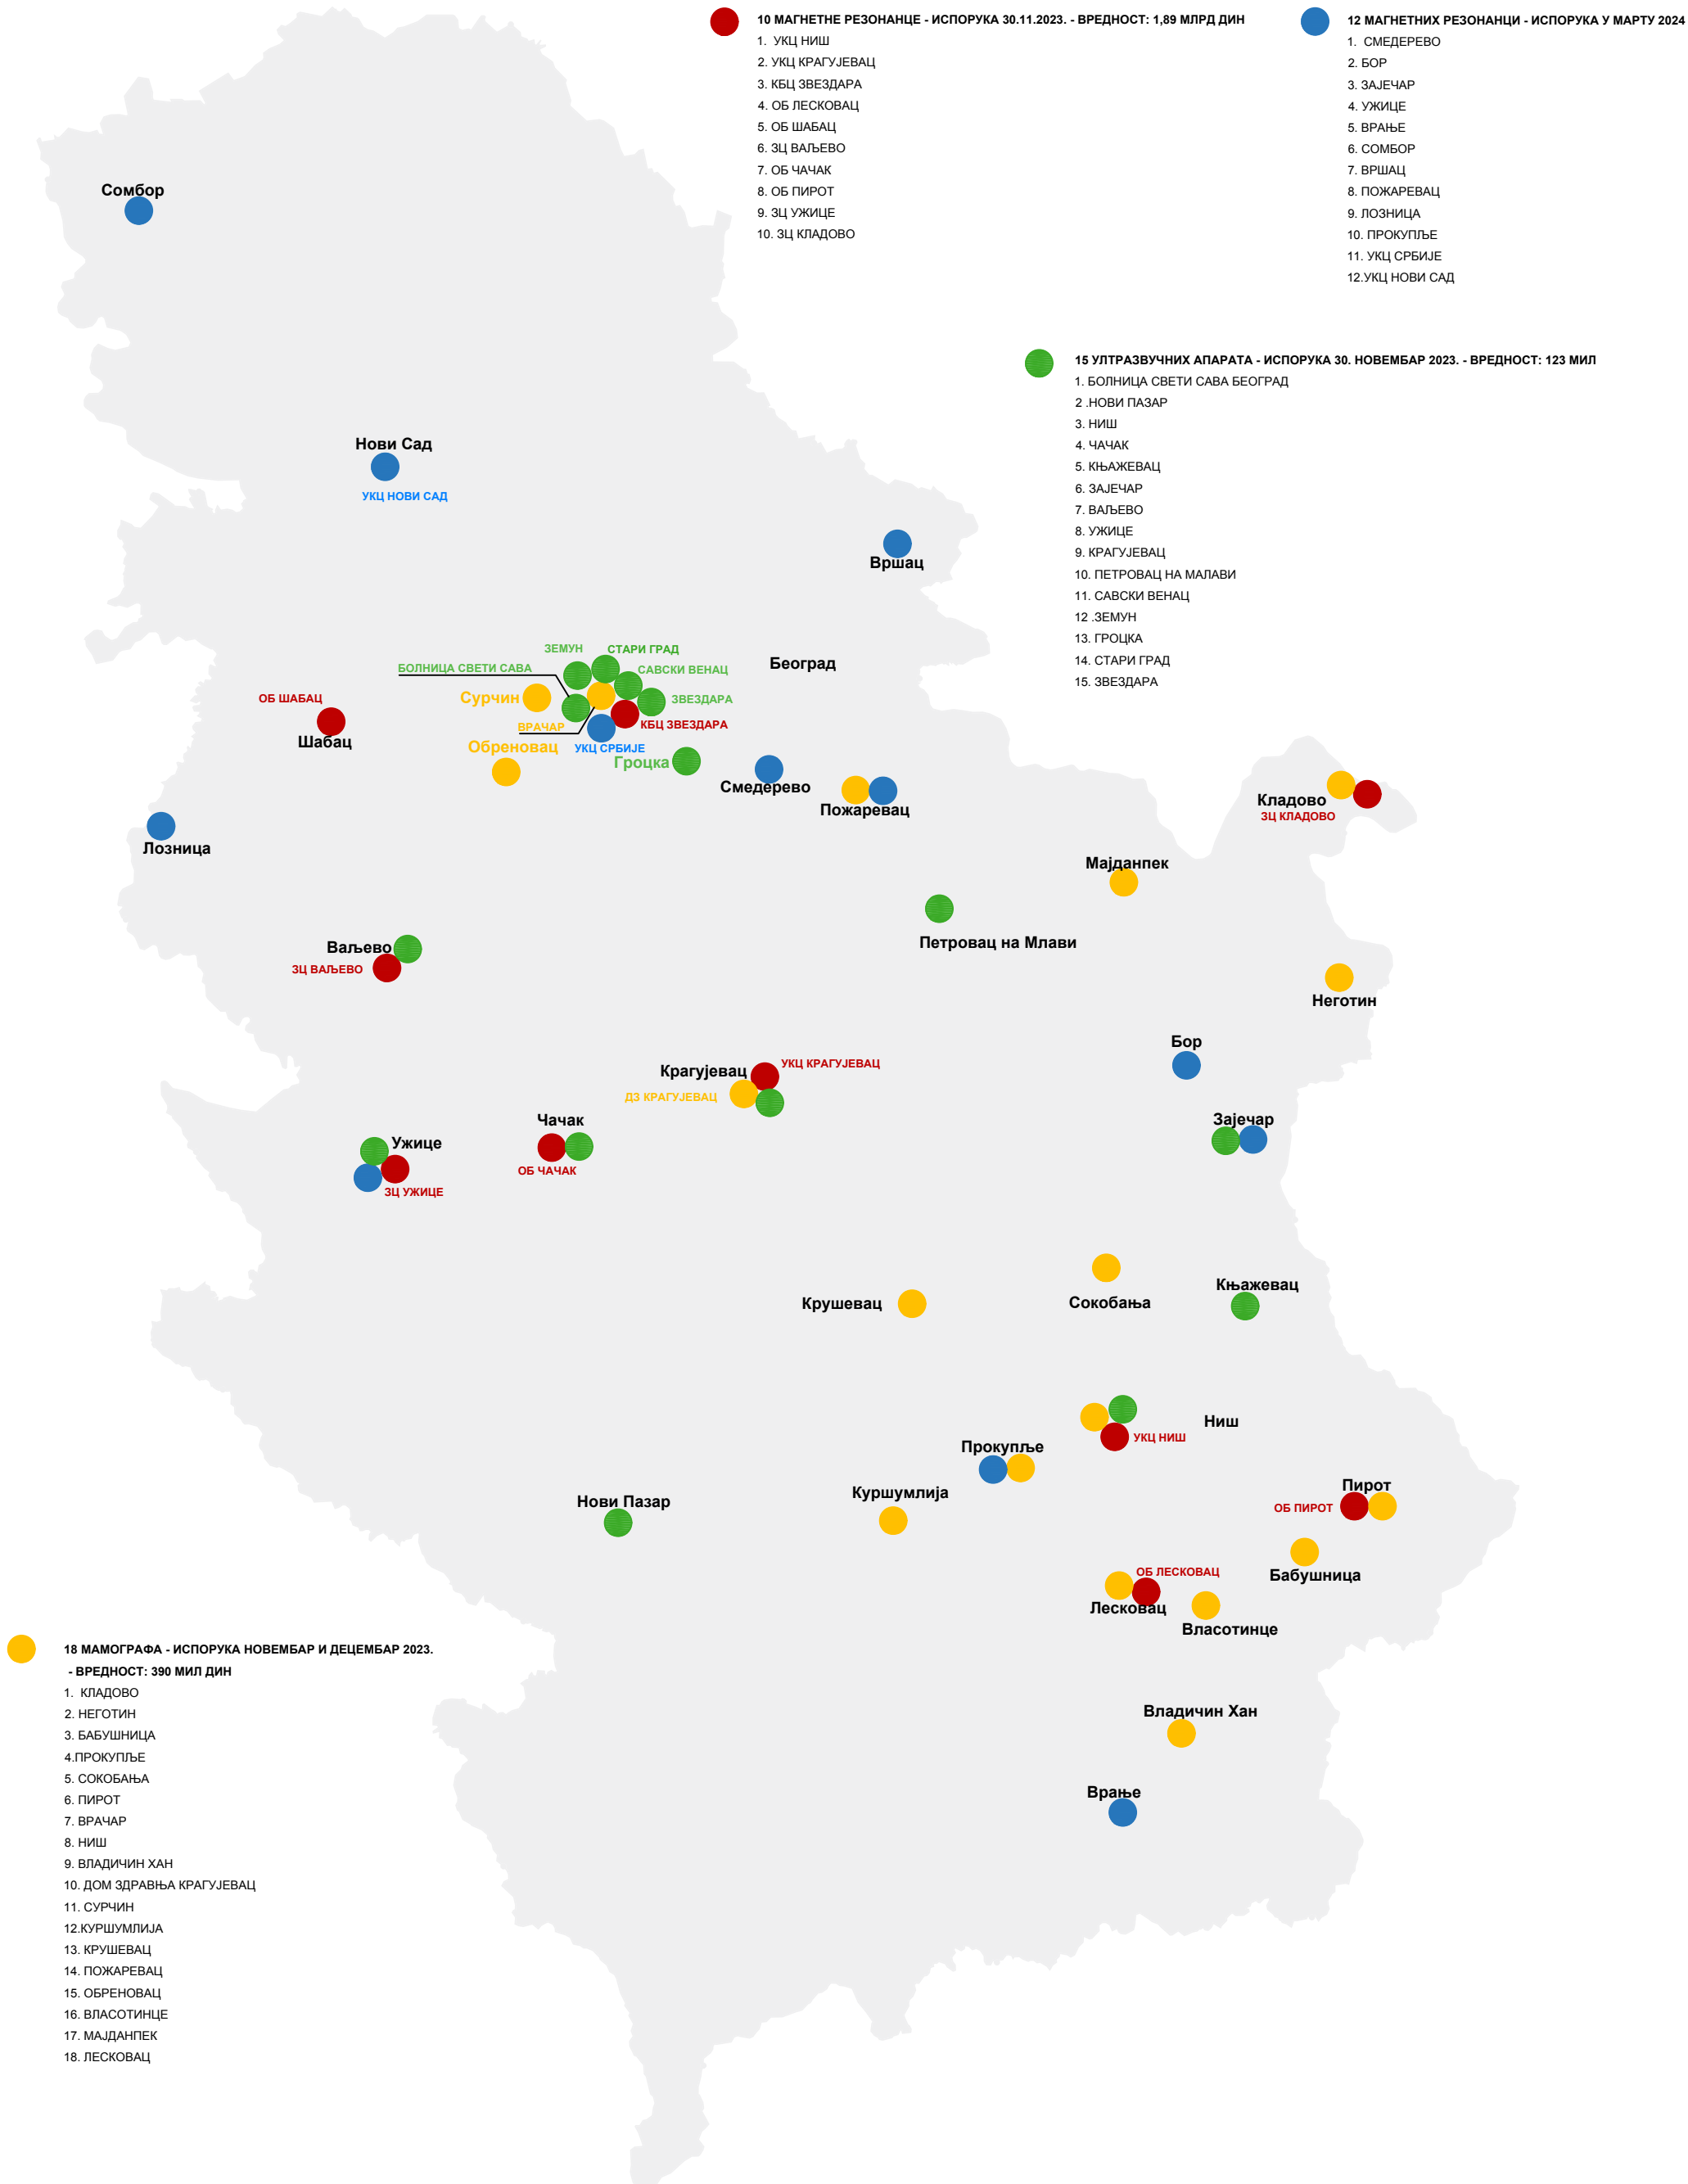 10 МАГНЕТНЕ РЕЗОНАНЦЕ - ИСПОРУКА 30.11.2023. - ВРЕДНОСТ: 1,89 МЛРД ДИН
1. УКЦ НИШ
2. УКЦ КРАГУЈЕВАЦ
3. КБЦ ЗВЕЗДАРА
4. ОБ ЛЕСКОВАЦ
5. ОБ ШАБАЦ
6. ЗЦ ВАЉЕВО
7. ОБ ЧАЧАК
8. ОБ ПИРОТ
9. ЗЦ УЖИЦЕ
10. ЗЦ КЛАДОВО
12 МАГНЕТНИХ РЕЗОНАНЦИ - ИСПОРУКА У МАРТУ 2024
1. СМЕДЕРЕВО
2. БОР
3. ЗАЈЕЧАР
4. УЖИЦЕ
5. ВРАЊЕ
6. СОМБОР
7. ВРШАЦ
8. ПОЖАРЕВАЦ
9. ЛОЗНИЦА
10. ПРОКУПЉЕ
11. УКЦ СРБИЈЕ
12.УКЦ НОВИ САД
15 УЛТРАЗВУЧНИХ АПАРАТА - ИСПОРУКА 30. НОВЕМБАР 2023. - ВРЕДНОСТ: 123 МИЛ
1. БОЛНИЦА СВЕТИ САВА БЕОГРАД
2 .НОВИ ПАЗАР
3. НИШ
4. ЧАЧАК
5. КЊАЖЕВАЦ
6. ЗАЈЕЧАР
7. ВАЉЕВО
8. УЖИЦЕ
9. КРАГУЈЕВАЦ
10. ПЕТРОВАЦ НА МАЛАВИ
11. САВСКИ ВЕНАЦ
12 .ЗЕМУН
13. ГРОЦКА
14. СТАРИ ГРАД
15. ЗВЕЗДАРА
Сомбор
Нови Сад
УКЦ НОВИ САД
Вршац
ЗЕМУН
СТАРИ ГРАД
БОЛНИЦА СВЕТИ САВА
САВСКИ ВЕНАЦ
Београд
Сурчин
ЗВЕЗДАРА
ОБ ШАБАЦ
Шабац
ВРАЧАР
КБЦ ЗВЕЗДАРА
Обреновац
УКЦ СРБИЈЕ
Гроцка
Смедерево
Пожаревац
Кладово
ЗЦ КЛАДОВО
Лозница
Мајданпек
Петровац на Млави
Ваљево
ЗЦ ВАЉЕВО
Неготин
Бор
Крагујевац
УКЦ КРАГУЈЕВАЦ
ДЗ КРАГУЈЕВАЦ
Чачак
ОБ ЧАЧАК
Зајечар
Ужице
ЗЦ УЖИЦЕ
Књажевац
Крушевац
Сокобања
Ниш
УКЦ НИШ
Прокупље
Куршумлија
Нови Пазар
Пирот
ОБ ПИРОТ
Бабушница
ОБ ЛЕСКОВАЦ
Лесковац
Власотинце
Владичин Хан
Врање
18 МАМОГРАФА - ИСПОРУКА НОВЕМБАР И ДЕЦЕМБАР 2023.
- ВРЕДНОСТ: 390 МИЛ ДИН
1. КЛАДОВО
2. НЕГОТИН
3. БАБУШНИЦА
4.ПРОКУПЉЕ
5. СОКОБАЊА
6. ПИРОТ
7. ВРАЧАР
8. НИШ
9. ВЛАДИЧИН ХАН
10. ДОМ ЗДРАВЊА КРАГУЈЕВАЦ
11. СУРЧИН
12.КУРШУМЛИЈА
13. КРУШЕВАЦ
14. ПОЖАРЕВАЦ
15. ОБРЕНОВАЦ
16. ВЛАСОТИНЦЕ
17. МАЈДАНПЕК
18. ЛЕСКОВАЦ